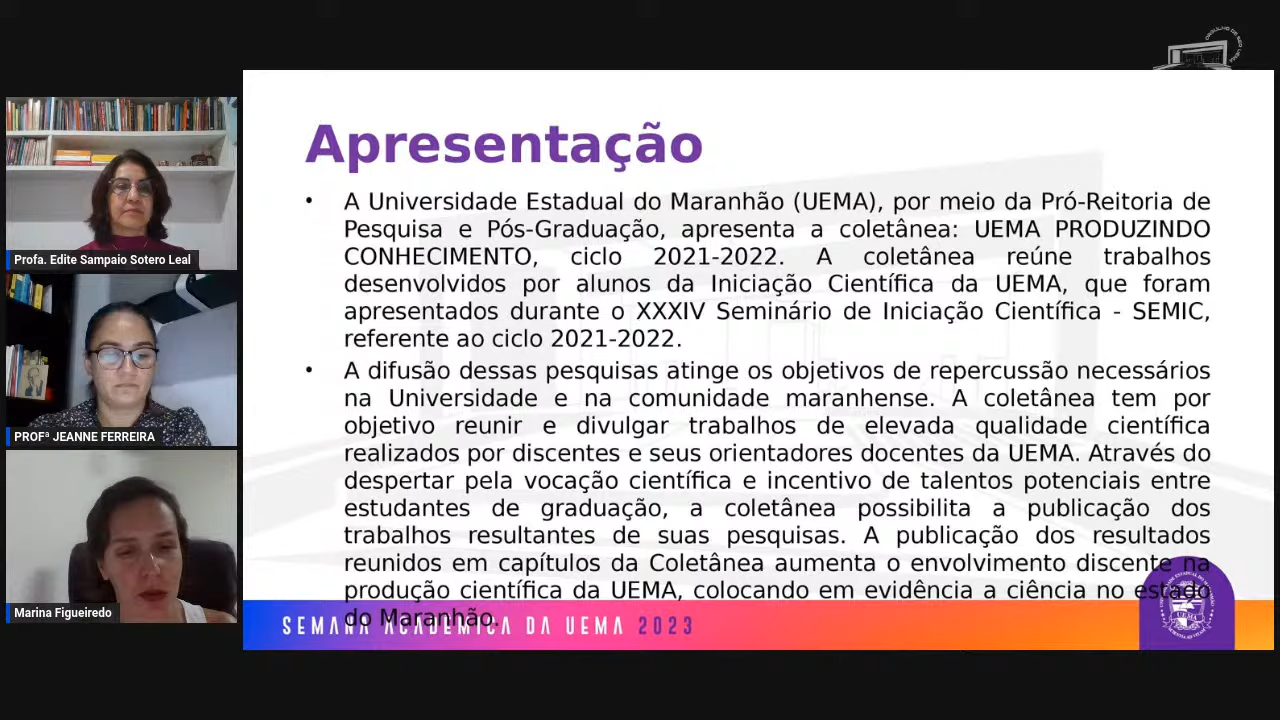 Profa. Edite Sampaio Sotero Leal
PROFª JEANNE FERREIRA
Marina Figueiredo
Apresentação
• A Universidade Estadual do Maranhão (UEMA), por meio da Pró-Reitoria de
Pesquisa e Pós-Graduação, apresenta a coletânea: UEMA PRODUZINDO
CONHECIMENTO, ciclo 2021-2022. A coletânea reúne trabalhos
desenvolvidos por alunos da Iniciação Científica da UEMA, que foram
apresentados durante o XXXIV Seminário de Iniciação Científica - SEMIC,
referente ao ciclo 2021-2022.
• A difusão dessas pesquisas atinge os objetivos de repercussão necessários
na Universidade e na comunidade maranhense. A coletânea tem por
objetivo reunir e divulgar trabalhos de elevada qualidade científica
realizados por discentes e seus orientadores docentes da UEMA. Através do
despertar pela vocação científica e incentivo de talentos potenciais entre
estudantes de graduação, a coletânea possibilita a publicação dos
trabalhos resultantes de suas pesquisas. A publicação dos resultados
reunidos em capítulos da Coletânea aumenta o envolvimento discente na
produção científica da UEMA, colocando em evidência a ciência no estado
do Maranhão.
SEMANA ACADÊMICA DA UEMA 2023
UEMA